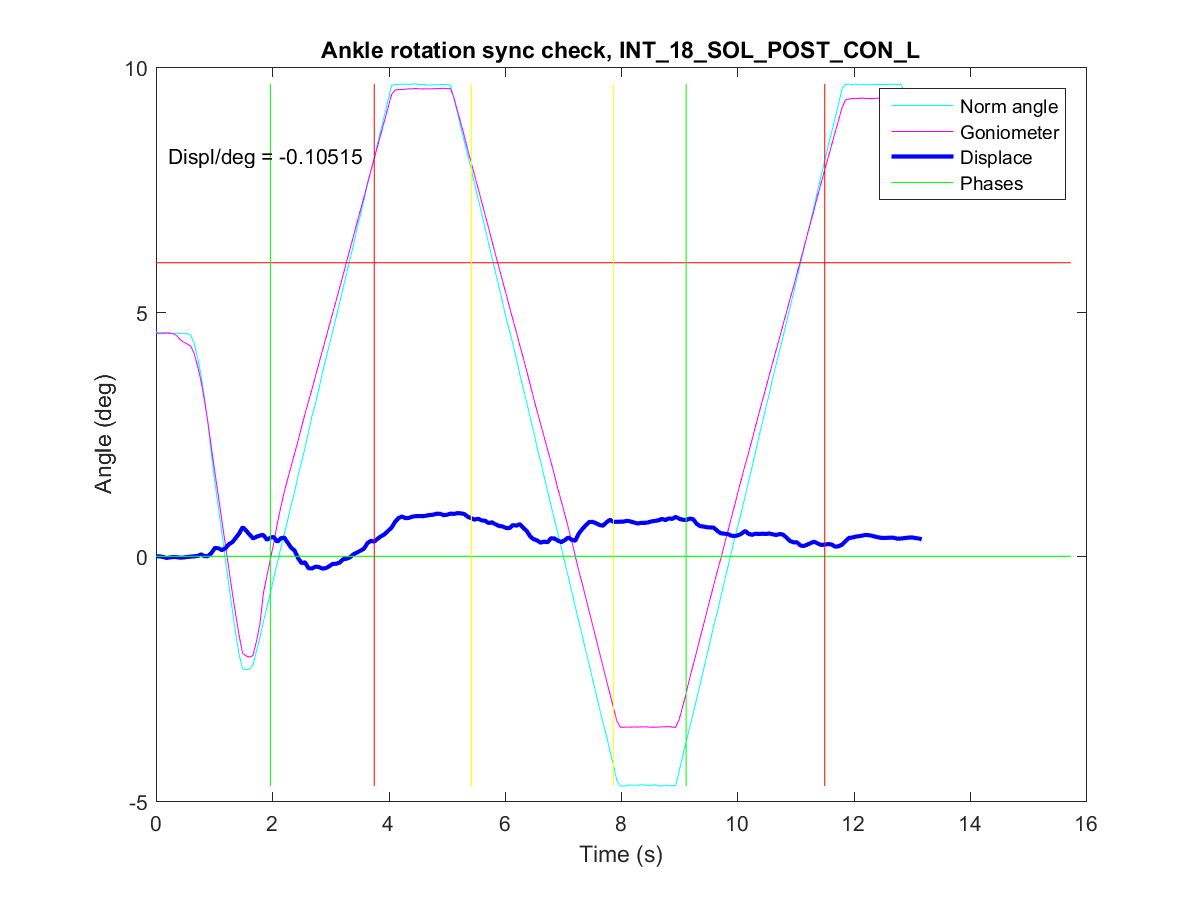 Ankle rotation sync check, INT_18_SOL_POST_CON_L
10
Norm angle
Goniometer
Displace
Phases
Displ/deg = -0.10515
5
Angle (deg)
0
-5
0 2 4 6 8 10 12 14 16
Time (s)